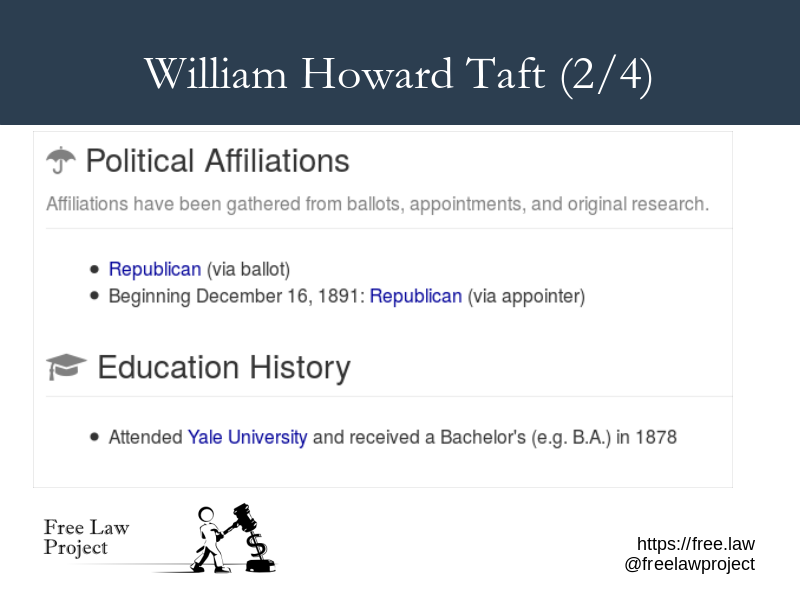 William Howard Taft (2/4)
Political Affiliations
Affiliations have been gathered from ballots, appointments, and original research.
• Republican (via ballot)
• Beginning December 16, 1891: Republican (via appointer)
Education History
• Attended Yale University and received a Bachelor's (e.g. B.A.) in 1878
Free Law
Project
$
https://free.law
@freelawproject